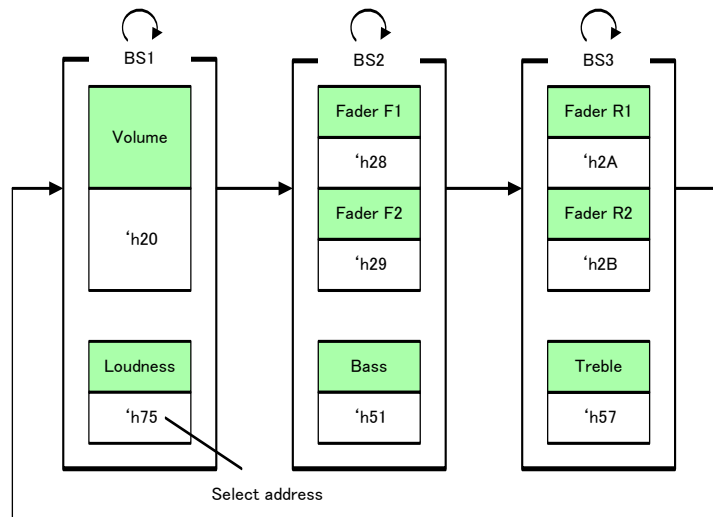 BS1
Volume
‘h20
Loudness
‘h75
BS2
Fader F1
‘h28
Fader F2
‘h29
Bass
‘h51
BS3
Fader R1
‘h2A
Fader R2
‘h2B
Treble
‘h57
Select address